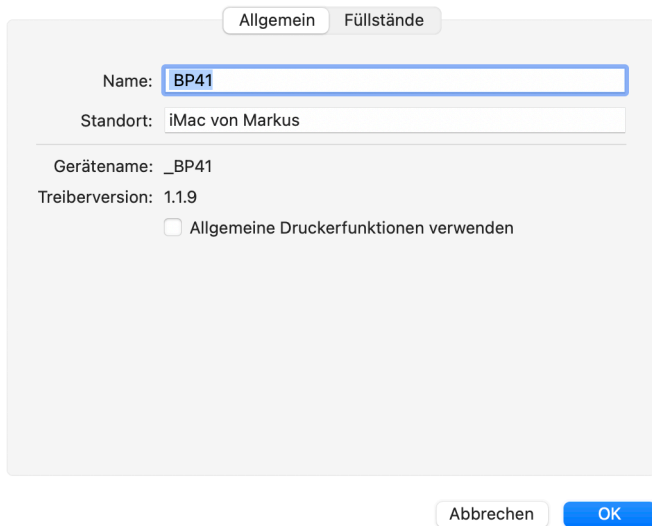 Allgemein Füllstände
Name: BP41
Standort: iMac von Markus
Gerätename: _BP41
Treiberversion: 1.1.9
Allgemeine Druckerfunktionen verwenden
Abbrechen OK